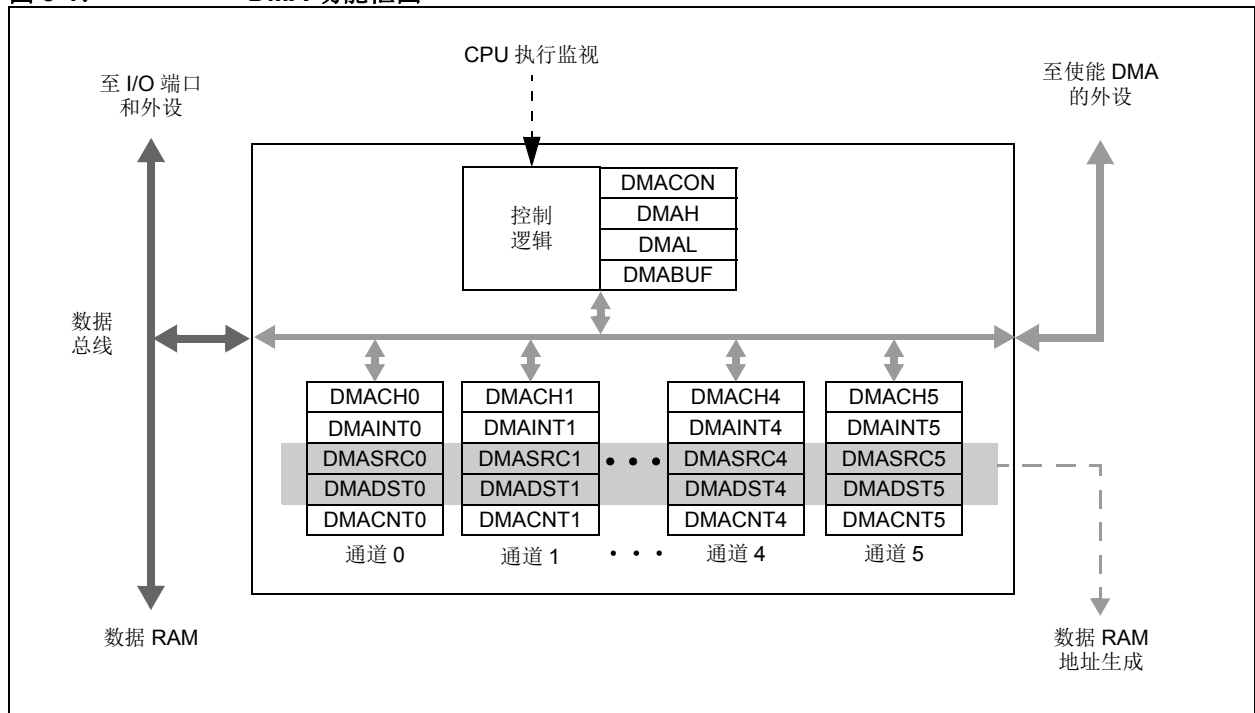 CPU 执行监视
至 I/O 端口
和外设
至使能 DMA
的外设
控制
逻辑
DMACON
DMAH
DMAL
DMABUF
数据
总线
DMACH0
DMAINT0
DMASRC0
DMADST0
DMACNT0
通道 0
DMACH1
DMAINT1
DMASRC1
DMADST1
DMACNT1
通道 1
DMACH4
DMAINT4
DMASRC4
DMADST4
DMACNT4
通道 4
DMACH5
DMAINT5
DMASRC5
DMADST5
DMACNT5
通道 5
数据 RAM
数据 RAM
地址生成